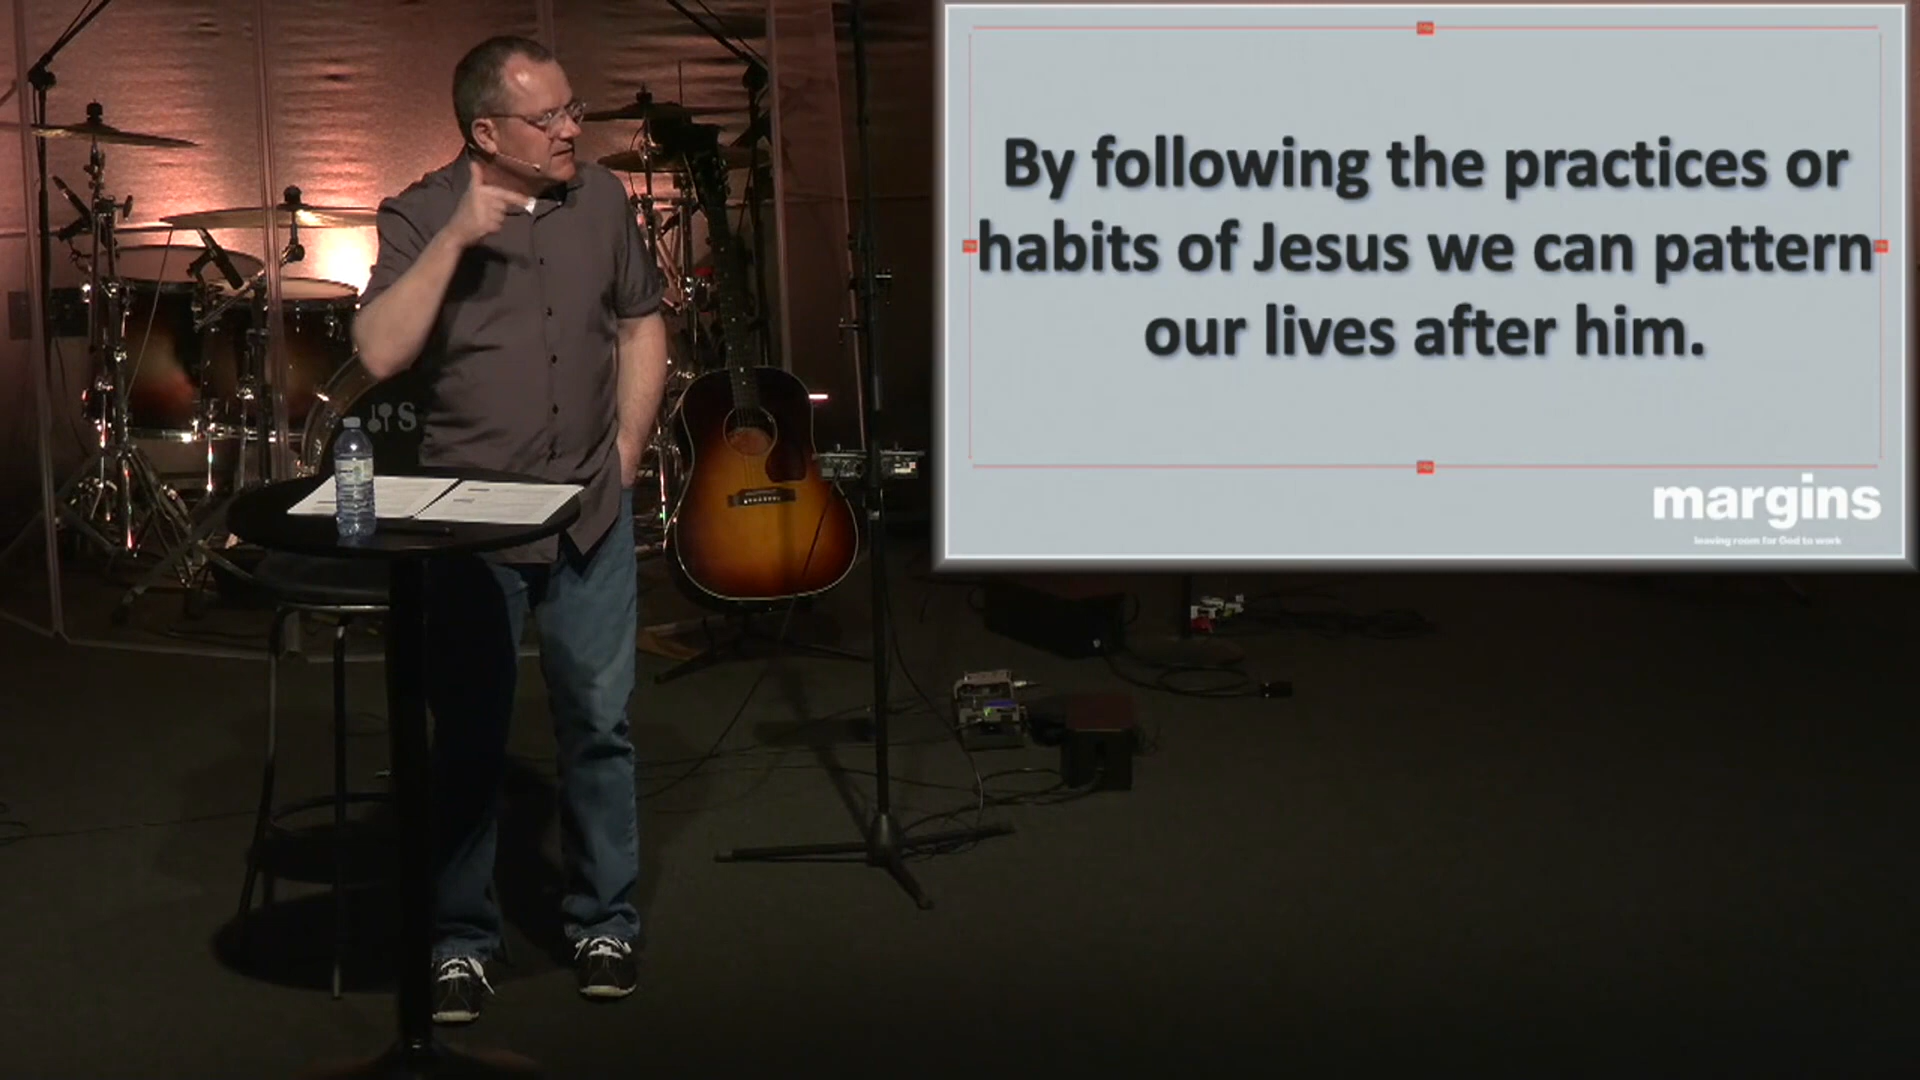 By following the practices or
habits of Jesus we can pattern
our lives after him.
margins
leaving room for God to work